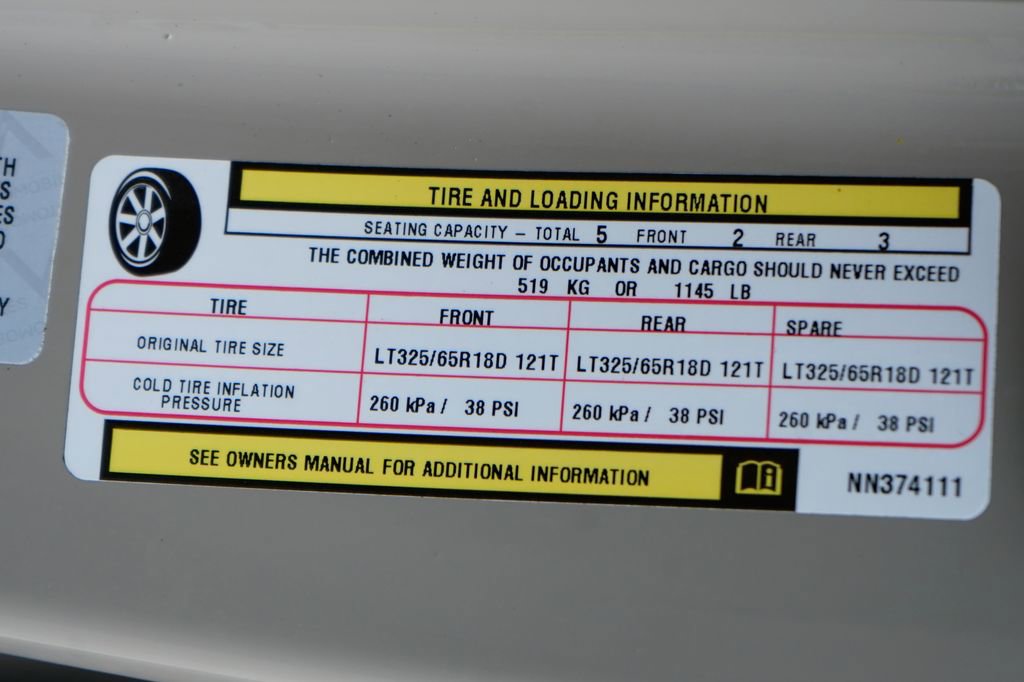 TH
S
ES
O
Y
TIRE AND LOADING INFORMATION
SEATING CAPACITY – TOTAL 5 FRONT 2 REAR 3
THE COMBINED WEIGHT OF OCCUPANTS AND CARGO SHOULD NEVER EXCEED
519 KG OR 1145 LB
TIRE FRONT REAR SPARE
ORIGINAL TIRE SIZE LT325/65R18D 121T LT325/65R18D 121T LT325/65R18D 121T
COLD TIRE INFLATION
PRESSURE 260 kPa / 38 PSI 260 kPa / 38 PSI 260 kPa / 38 PSI
SEE OWNERS MANUAL FOR ADDITIONAL INFORMATION
NN374111